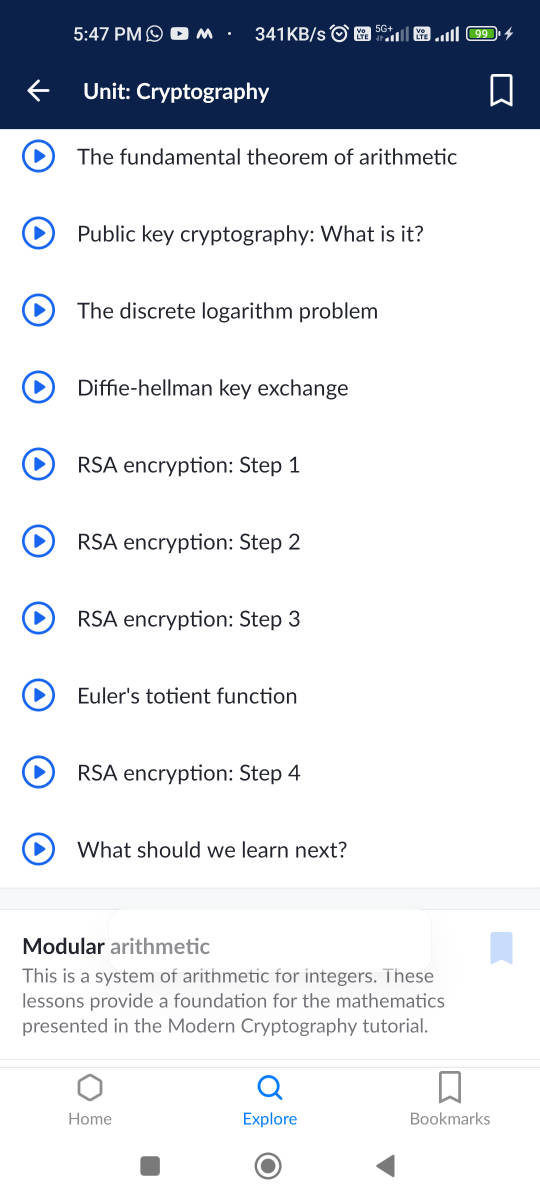 5:47 PM · 341KB/s Vo LTE 5G+ Vo LTE 99
Unit: Cryptography
The fundamental theorem of arithmetic
Public key cryptography: What is it?
The discrete logarithm problem
Diffie-hellman key exchange
RSA encryption: Step 1
RSA encryption: Step 2
RSA encryption: Step 3
Euler's totient function
RSA encryption: Step 4
What should we learn next?
Modular arithmetic
This is a system of arithmetic for integers. These
lessons provide a foundation for the mathematics
presented in the Modern Cryptography tutorial.
Home Explore Bookmarks